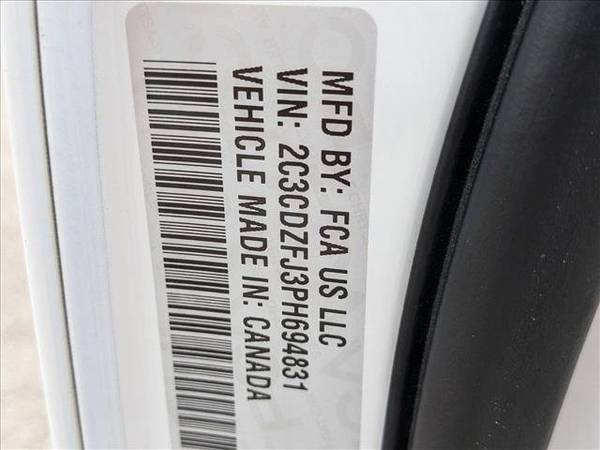 MFD BY: FCA US LLC
VIN: 2C3CDZFJ3PH694831
VEHICLE MADE IN: CANADA